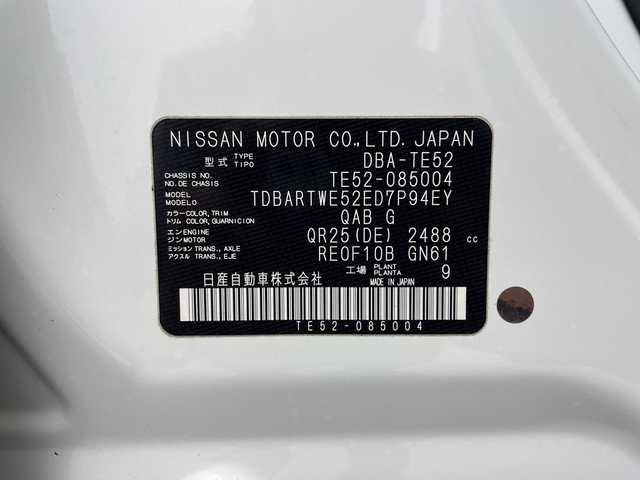 NISSAN MOTOR CO.,LTD. JAPAN
型式 TYPE TIPO DBA-TE52
CHASSIS NO. NO. DE CHASIS TE52-085004
MODEL MODELO TDBARTWE52ED7P94EY
カラー COLOR, TRIM トリム COLOR, GUARNICION QAB G
エンジン ENGINE MOTOR QR25(DE) 2488 cc
ミッション TRANS., AXLE アクスル TRANS., EJE RE0F10B GN61
日産自動車株式会社 工場 PLANT PLANTA 9
MADE IN JAPAN
TE52-085004